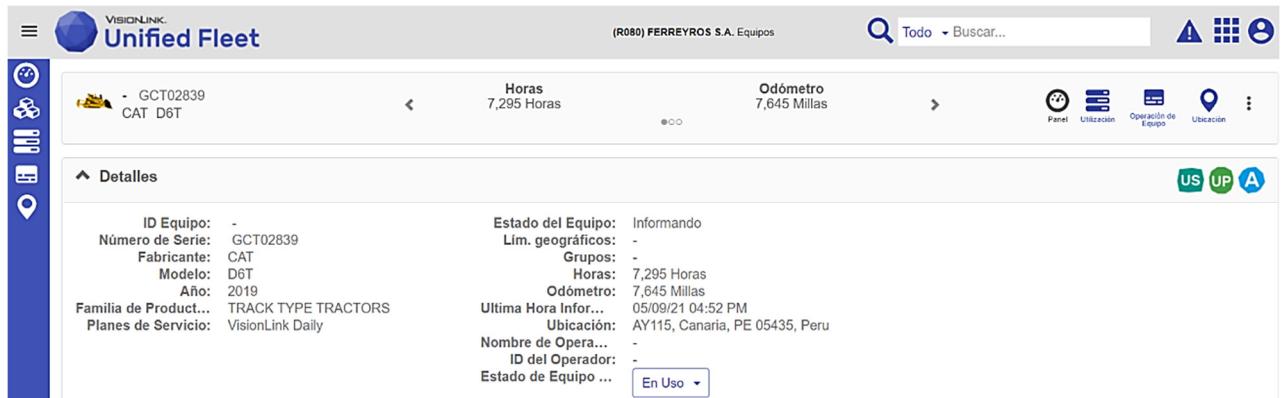 VISIONLINK.
Unified Fleet
(R080) FERREYROS S.A. Equipos
Todo Buscar...
- GCT02839
CAT D6T
Horas
7,295 Horas
Odómetro
7,645 Millas
Panel
Utilización
Operación de Equipo
Ubicación
Detalles
US UP A
ID Equipo: -
Número de Serie: GCT02839
Fabricante: CAT
Modelo: D6T
Año: 2019
Familia de Product... TRACK TYPE TRACTORS
Planes de Servicio: VisionLink Daily
Estado del Equipo: Informando
Lím. geográficos: -
Grupos: -
Horas: 7,295 Horas
Odómetro: 7,645 Millas
Ultima Hora Infor... 05/09/21 04:52 PM
Ubicación: AY115, Canaria, PE 05435, Peru
Nombre de Opera... -
ID del Operador: -
Estado de Equipo ... En Uso